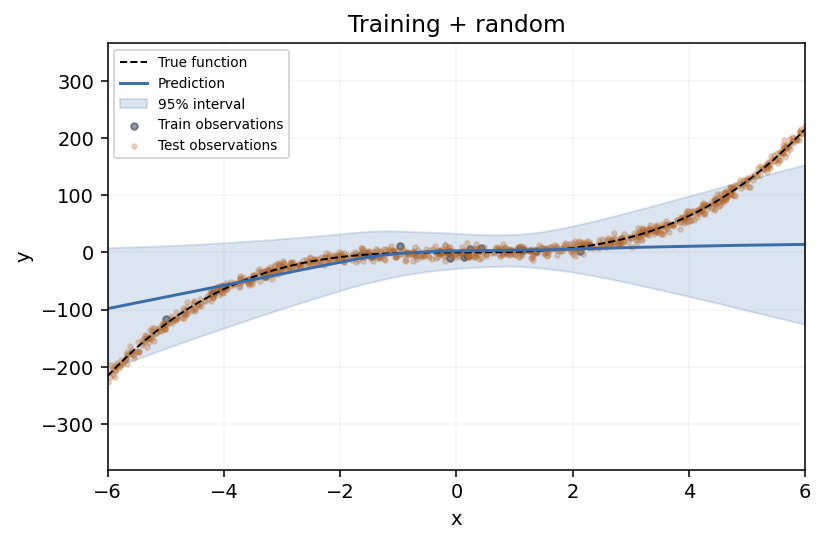 Training + random
True function
Prediction
95% interval
Train observations
Test observations
300
200
100
0
−100
−200
−300
y
−6
−4
−2
0
2
4
6
x